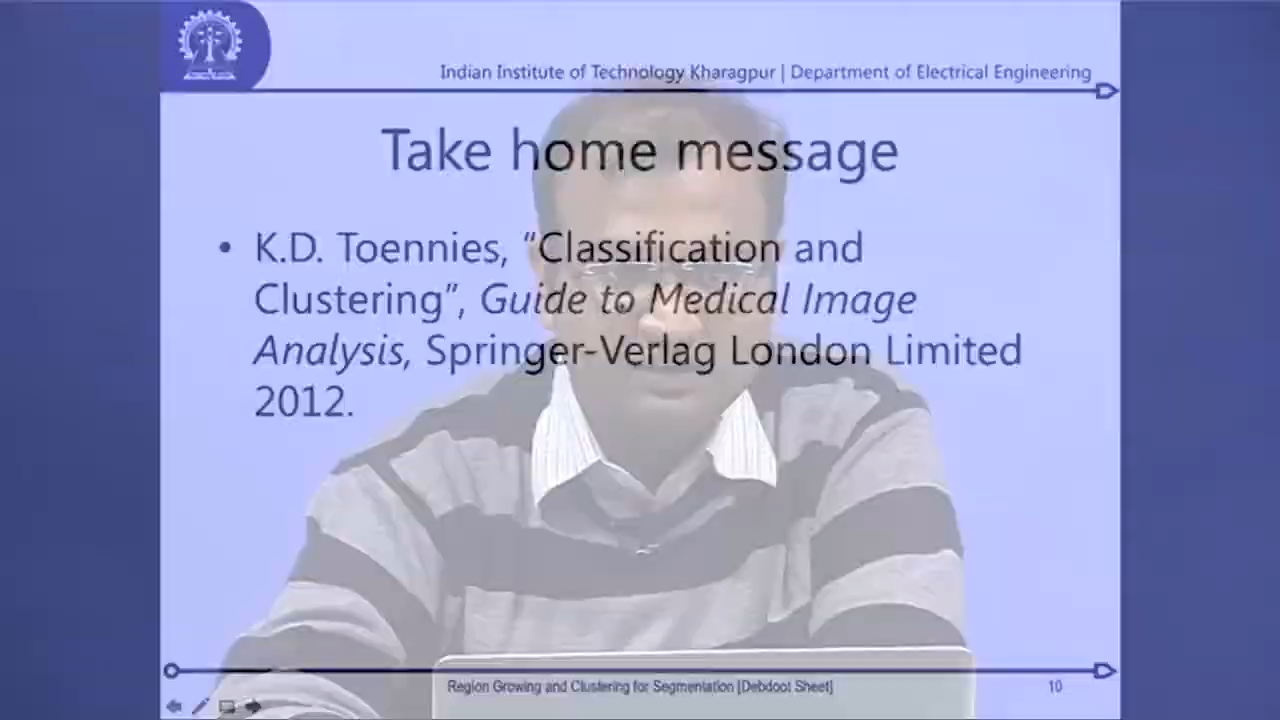 Indian Institute of Technology Kharagpur | Department of Electrical Engineering
Take home message
• K.D. Toennies, “Classification and
Clustering”, Guide to Medical Image
Analysis, Springer-Verlag London Limited
2012.
Region Growing and Clustering for Segmentation [Debdoot Sheet]
10